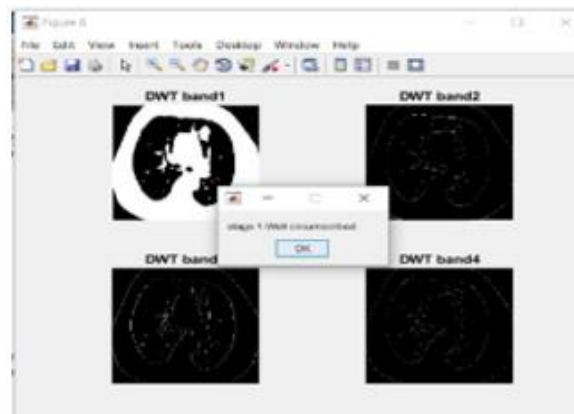 Figure 6
File Edit View Insert Tools Desktop Window Help
DWT band1
DWT band2
stage 1-Well circumscribed
OK
DWT band
DWT band4